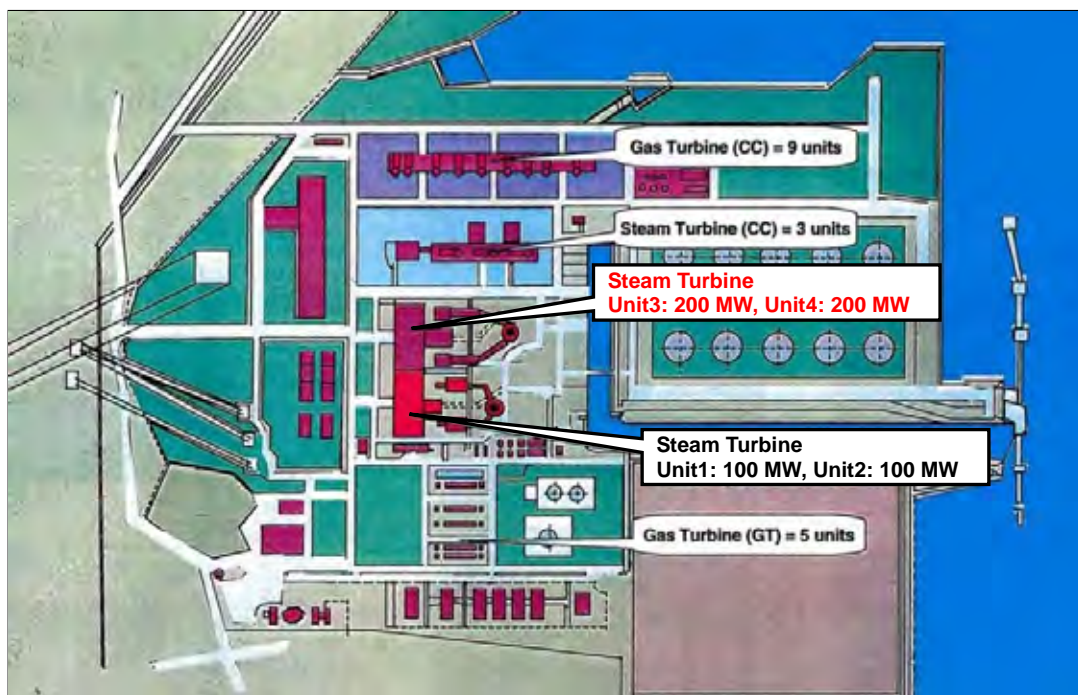 Gas Turbine (CC) = 9 units
Steam Turbine (CC) = 3 units
Steam Turbine
Unit3: 200 MW, Unit4: 200 MW
Steam Turbine
Unit1: 100 MW, Unit2: 100 MW
Gas Turbine (GT) = 5 units